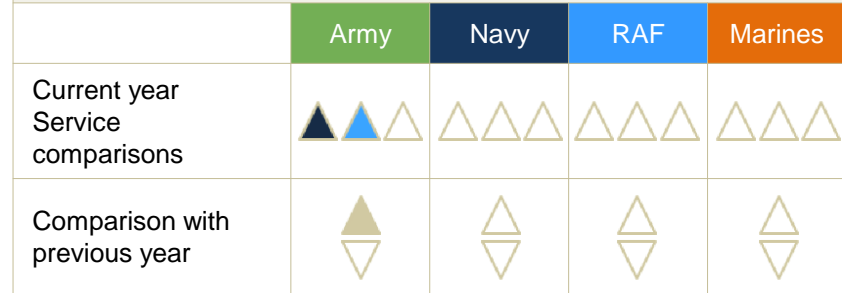 Army Navy RAF Marines
Current year
Service
comparisons
Comparison with
previous year